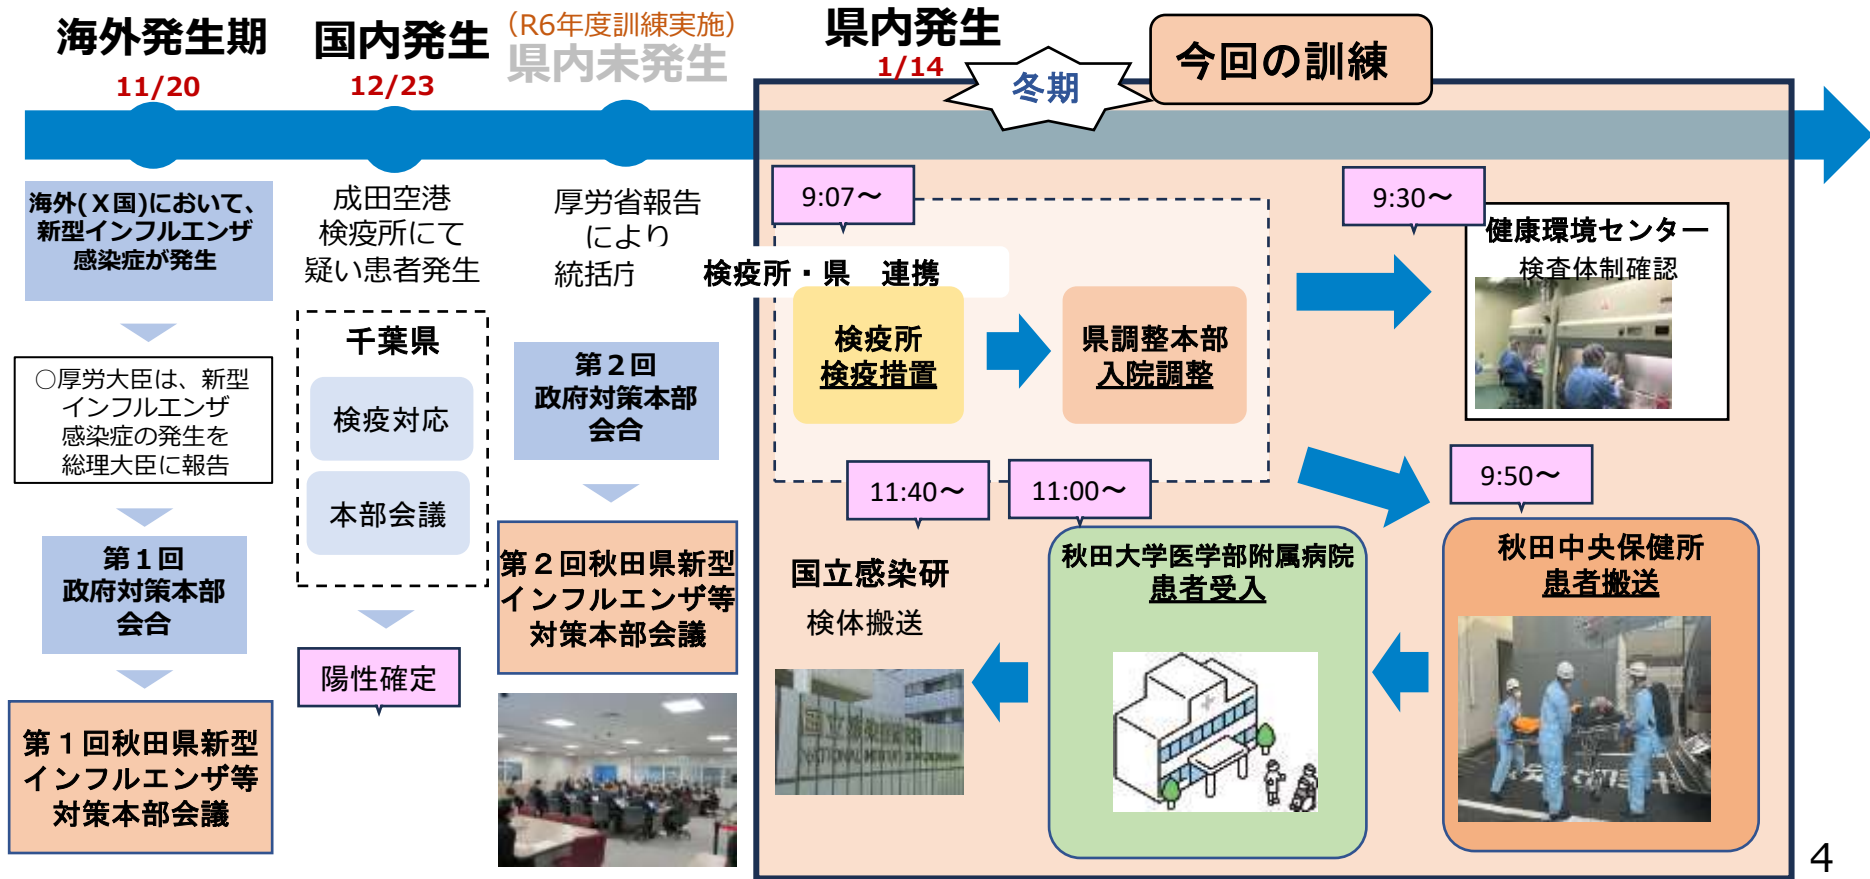 海外発生期
11/20
国内発生
12/23
（R6年度訓練実施）
県内未発生
県内発生
1/14
冬期
今回の訓練
海外(X国)において、
新型インフルエンザ
感染症が発生
○厚労大臣は、新型
インフルエンザ
感染症の発生を
総理大臣に報告
第１回
政府対策本部
会合
第１回秋田県新型
インフルエンザ等
対策本部会議
成田空港
検疫所にて
疑い患者発生
千葉県
検疫対応
本部会議
陽性確定
厚労省報告
により
統括庁
第２回
政府対策本部
会合
第２回秋田県新型
インフルエンザ等
対策本部会議
9:07～
検疫所・県　連携
検疫所
検疫措置
県調整本部
入院調整
9:30～
健康環境センター
検査体制確認
9:50～
秋田中央保健所
患者搬送
11:00～
秋田大学医学部附属病院
患者受入
11:40～
国立感染研
検体搬送
4